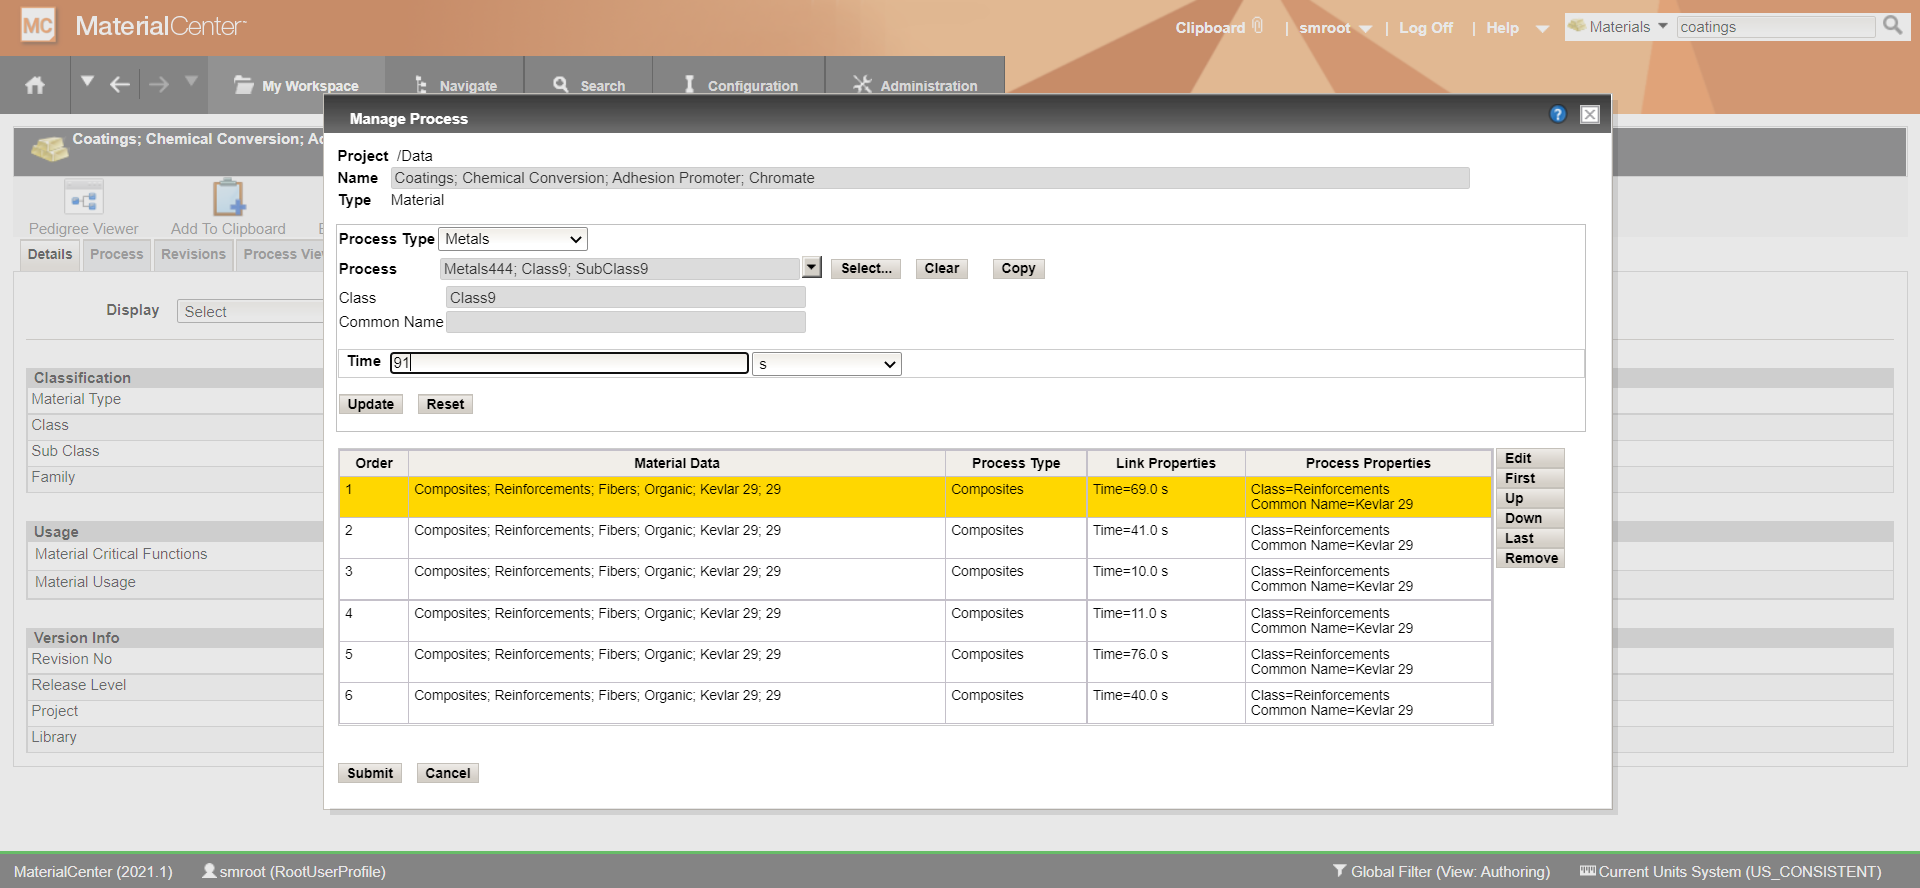 MC MaterialCenter
Clipboard | smroot | Log Off | Help Materials coatings
My Workspace Navigate Search Configuration Administration
Coatings; Chemical Conversion; Ad
Pedigree Viewer Add To Clipboard
Details Process Revisions Process Vie
Display Select
Classification
Material Type
Class
Sub Class
Family
Usage
Material Critical Functions
Material Usage
Version Info
Revision No
Release Level
Project
Library
Manage Process ?
Project /Data
Name Coatings; Chemical Conversion; Adhesion Promoter; Chromate
Type Material
Process Type Metals
Process Metals444; Class9; SubClass9 Select... Clear Copy
Class Class9
Common Name
Time 91 s
Update Reset
Order Material Data Process Type Link Properties Process Properties
1 Composites; Reinforcements; Fibers; Organic; Kevlar 29; 29 Composites Time=69.0 s Class=Reinforcements
Common Name=Kevlar 29
2 Composites; Reinforcements; Fibers; Organic; Kevlar 29; 29 Composites Time=41.0 s Class=Reinforcements
Common Name=Kevlar 29
3 Composites; Reinforcements; Fibers; Organic; Kevlar 29; 29 Composites Time=10.0 s Class=Reinforcements
Common Name=Kevlar 29
4 Composites; Reinforcements; Fibers; Organic; Kevlar 29; 29 Composites Time=11.0 s Class=Reinforcements
Common Name=Kevlar 29
5 Composites; Reinforcements; Fibers; Organic; Kevlar 29; 29 Composites Time=76.0 s Class=Reinforcements
Common Name=Kevlar 29
6 Composites; Reinforcements; Fibers; Organic; Kevlar 29; 29 Composites Time=40.0 s Class=Reinforcements
Common Name=Kevlar 29
Edit
First
Up
Down
Last
Remove
Submit Cancel
MaterialCenter (2021.1) smroot (RootUserProfile) Global Filter (View: Authoring) Current Units System (US_CONSISTENT)